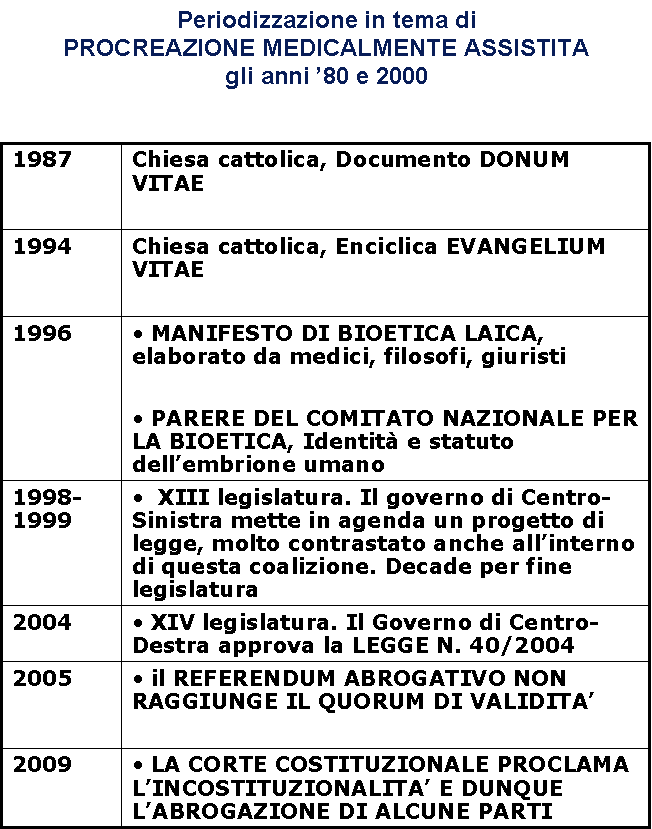 Periodizzazione in tema di
PROCREAZIONE MEDICALMENTE ASSISTITA
gli anni ’80 e 2000
1987
Chiesa cattolica, Documento DONUM
VITAE
1994
Chiesa cattolica, Enciclica EVANGELIUM
VITAE
1996
• MANIFESTO DI BIOETICA LAICA,
elaborato da medici, filosofi, giuristi
• PARERE DEL COMITATO NAZIONALE PER
LA BIOETICA, Identità e statuto
dell’embrione umano
1998-
1999
• XIII legislatura. Il governo di Centro-
Sinistra mette in agenda un progetto di
legge, molto contrastato anche all’interno
di questa coalizione. Decade per fine
legislatura
2004
• XIV legislatura. Il Governo di Centro-
Destra approva la LEGGE N. 40/2004
2005
• il REFERENDUM ABROGATIVO NON
RAGGIUNGE IL QUORUM DI VALIDITA’
2009
• LA CORTE COSTITUZIONALE PROCLAMA
L’INCOSTITUZIONALITA’ E DUNQUE
L’ABROGAZIONE DI ALCUNE PARTI